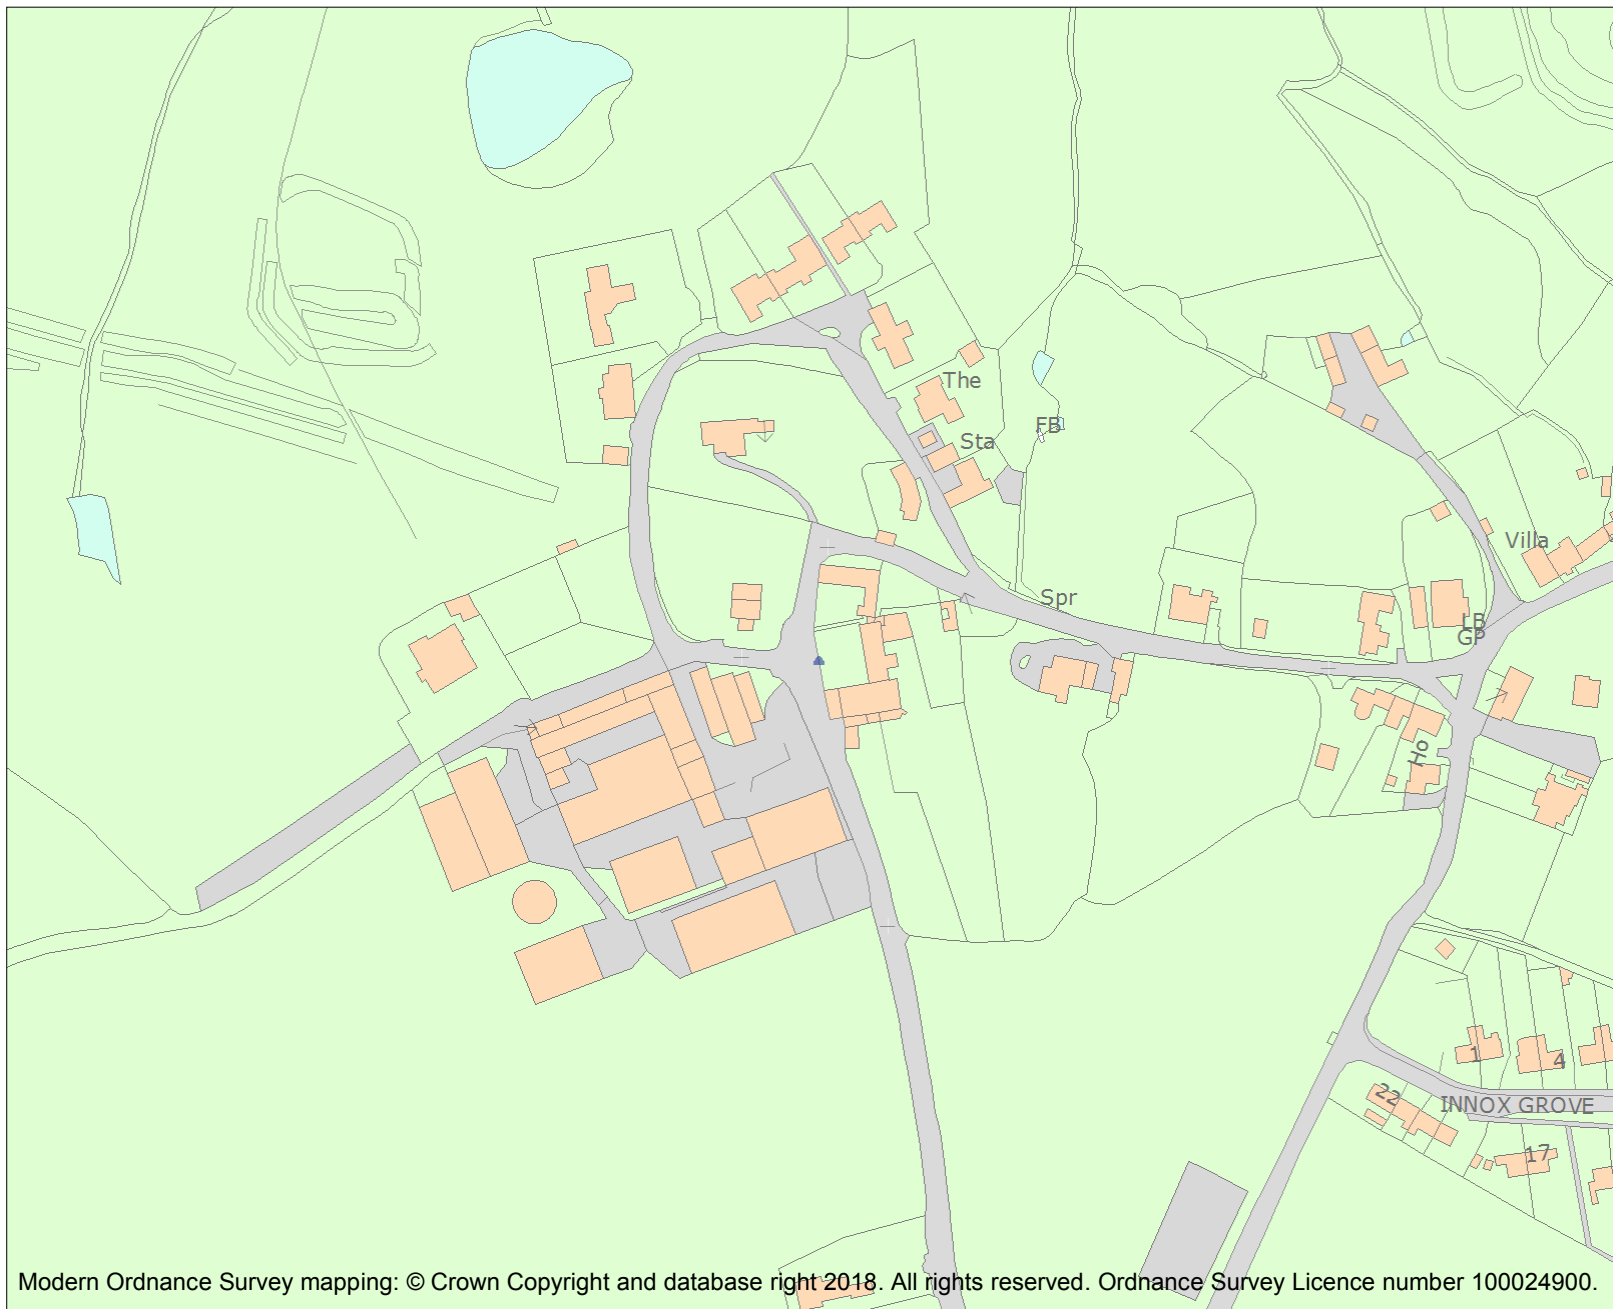 The
FB
Sta
Villa
Spr
LB
GP
Ho
1
4
22
INNOX GROVE
17
Modern Ordnance Survey mapping: © Crown Copyright and database right 2018. All rights reserved. Ordnance Survey Licence number 100024900.